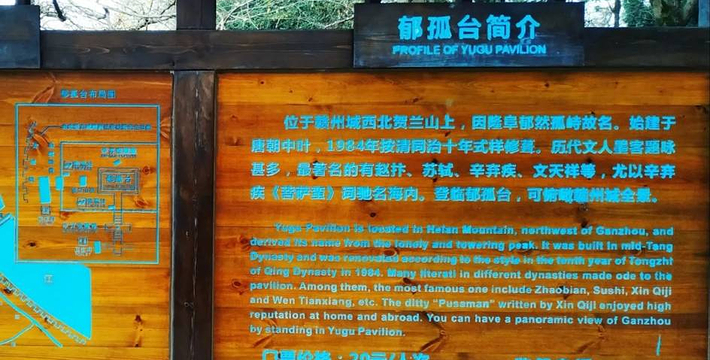 郁孤台简介
PROFILE OF YUGU PAVILION
郁孤台布局图
位于赣州城西北贺兰山上，因隆阜郁然孤峙故名。始建于
唐朝中叶，1984年按清同治十年式样修葺。历代文人墨客题咏
甚多，最著名的有赵抃、苏轼、辛弃疾、文天祥等，尤以辛弃
疾《菩萨蛮》词驰名海内。登临郁孤台，可俯瞰赣州城全景。
Yugu Pavilion is located in Helan Mountain, northwest of Ganzhou, and
derived its name from the lonely and towering peak. It was built in mid-Tang
Dynasty and was renovated according to the style in the tenth year of Tongzhi
of Qing Dynasty in 1984. Many literati in different dynasties made ode to the
pavilion. Among them, the most famous one include Zhaobian, Sushi, Xin Qiji
and Wen Tianxiang, etc. The ditty "Pusaman" written by Xin Qiji enjoyed high
reputation at home and abroad. You can have a panoramic view of Ganzhou
by standing in Yugu Pavilion.